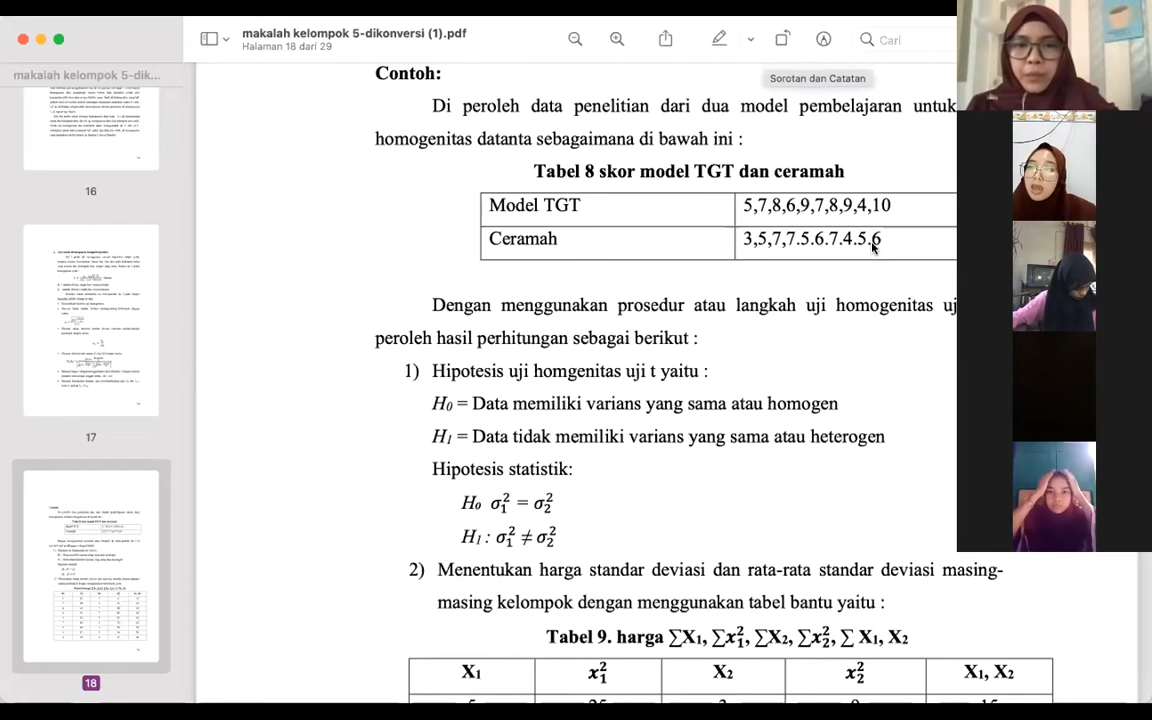 makalah kelompok 5-dikonversi (1).pdf
Halaman 18 dari 29
Cari
makalah kelompok 5-dik...
Sorotan dan Catatan
16
17
18
Contoh:
Di peroleh data penelitian dari dua model pembelajaran untuk
homogenitas datanta sebagaimana di bawah ini :
Tabel 8 skor model TGT dan ceramah
Model TGT 5,7,8,6,9,7,8,9,4,10
Ceramah 3,5,7,7.5.6.7.4.5.6
Dengan menggunakan prosedur atau langkah uji homogenitas uj
peroleh hasil perhitungan sebagai berikut :
1) Hipotesis uji homgenitas uji t yaitu :
H₀ = Data memiliki varians yang sama atau homogen
H₁ = Data tidak memiliki varians yang sama atau heterogen
Hipotesis statistik:
H₀ σ₁² = σ₂²
H₁ : σ₁² ≠ σ₂²
2) Menentukan harga standar deviasi dan rata-rata standar deviasi masing-
masing kelompok dengan menggunakan tabel bantu yaitu :
Tabel 9. harga ∑X₁, ∑x₁², ∑X₂, ∑x₂², ∑ X₁, X₂
X₁ x₁² X₂ x₂² X₁, X₂